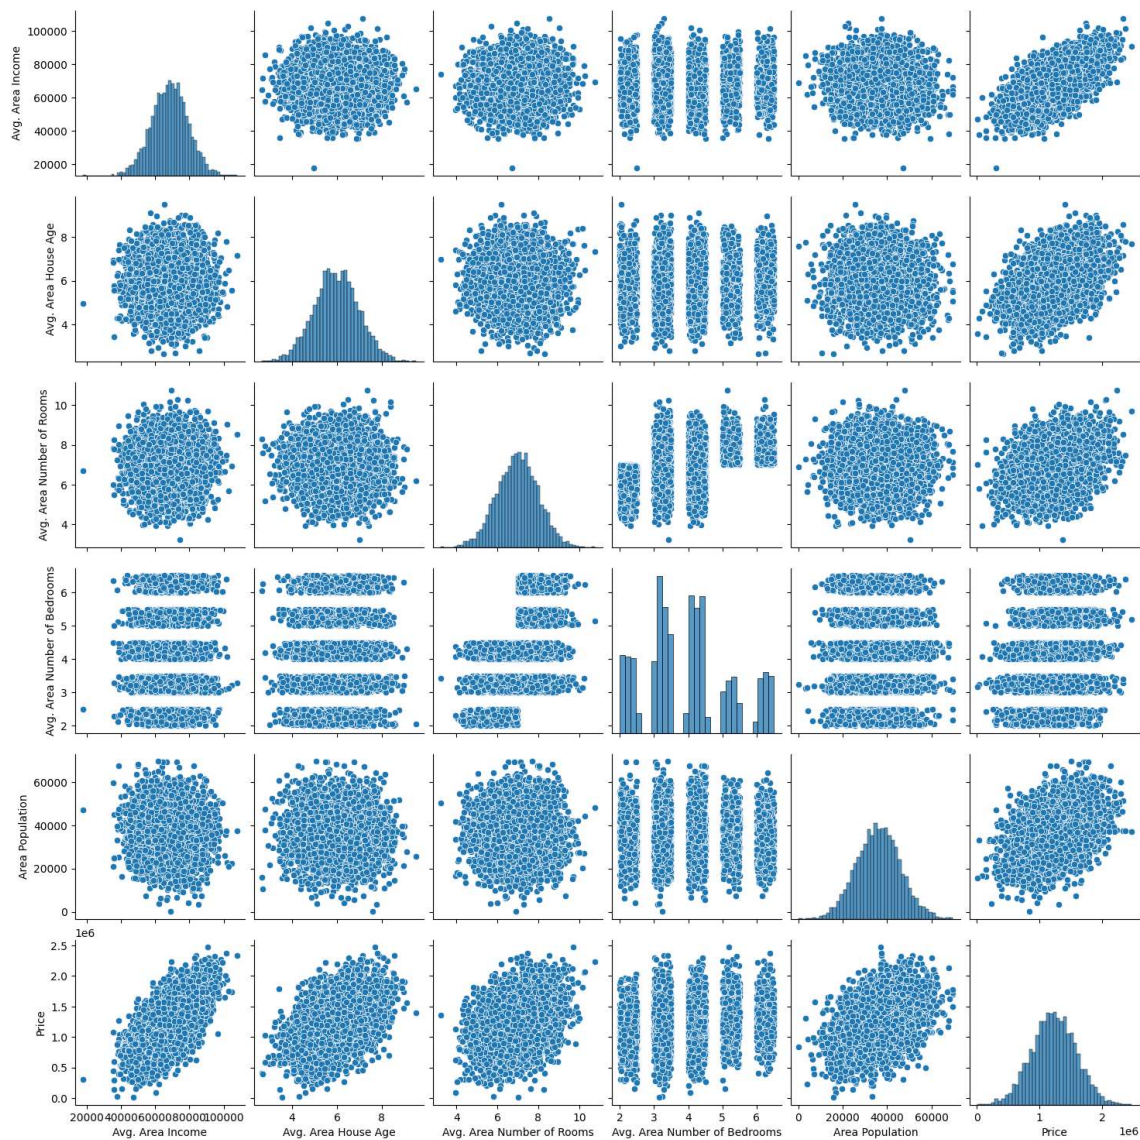 100000
80000
60000
40000
20000
Avg. Area Income
8
6
4
Avg. Area House Age
10
8
6
4
Avg. Area Number of Rooms
6
5
4
3
2
Avg. Area Number of Bedrooms
60000
40000
20000
0
Area Population
1e6
2.5
2.0
1.5
1.0
0.5
0.0
Price
20000 40000 60000 80000 100000
Avg. Area Income
4 6 8
Avg. Area House Age
4 6 8 10
Avg. Area Number of Rooms
2 3 4 5 6
Avg. Area Number of Bedrooms
0 20000 40000 60000
Area Population
0 1 2
Price
1e6